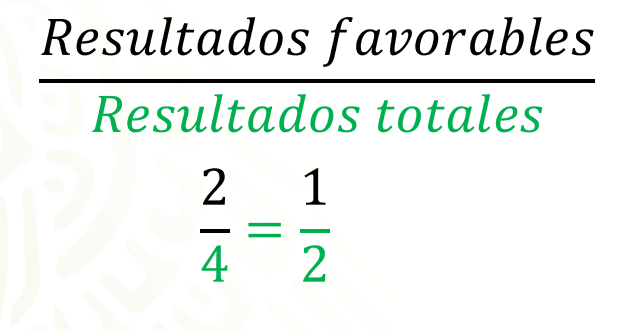 Resultados favorables
Resultados totales
2/4 = 1/2